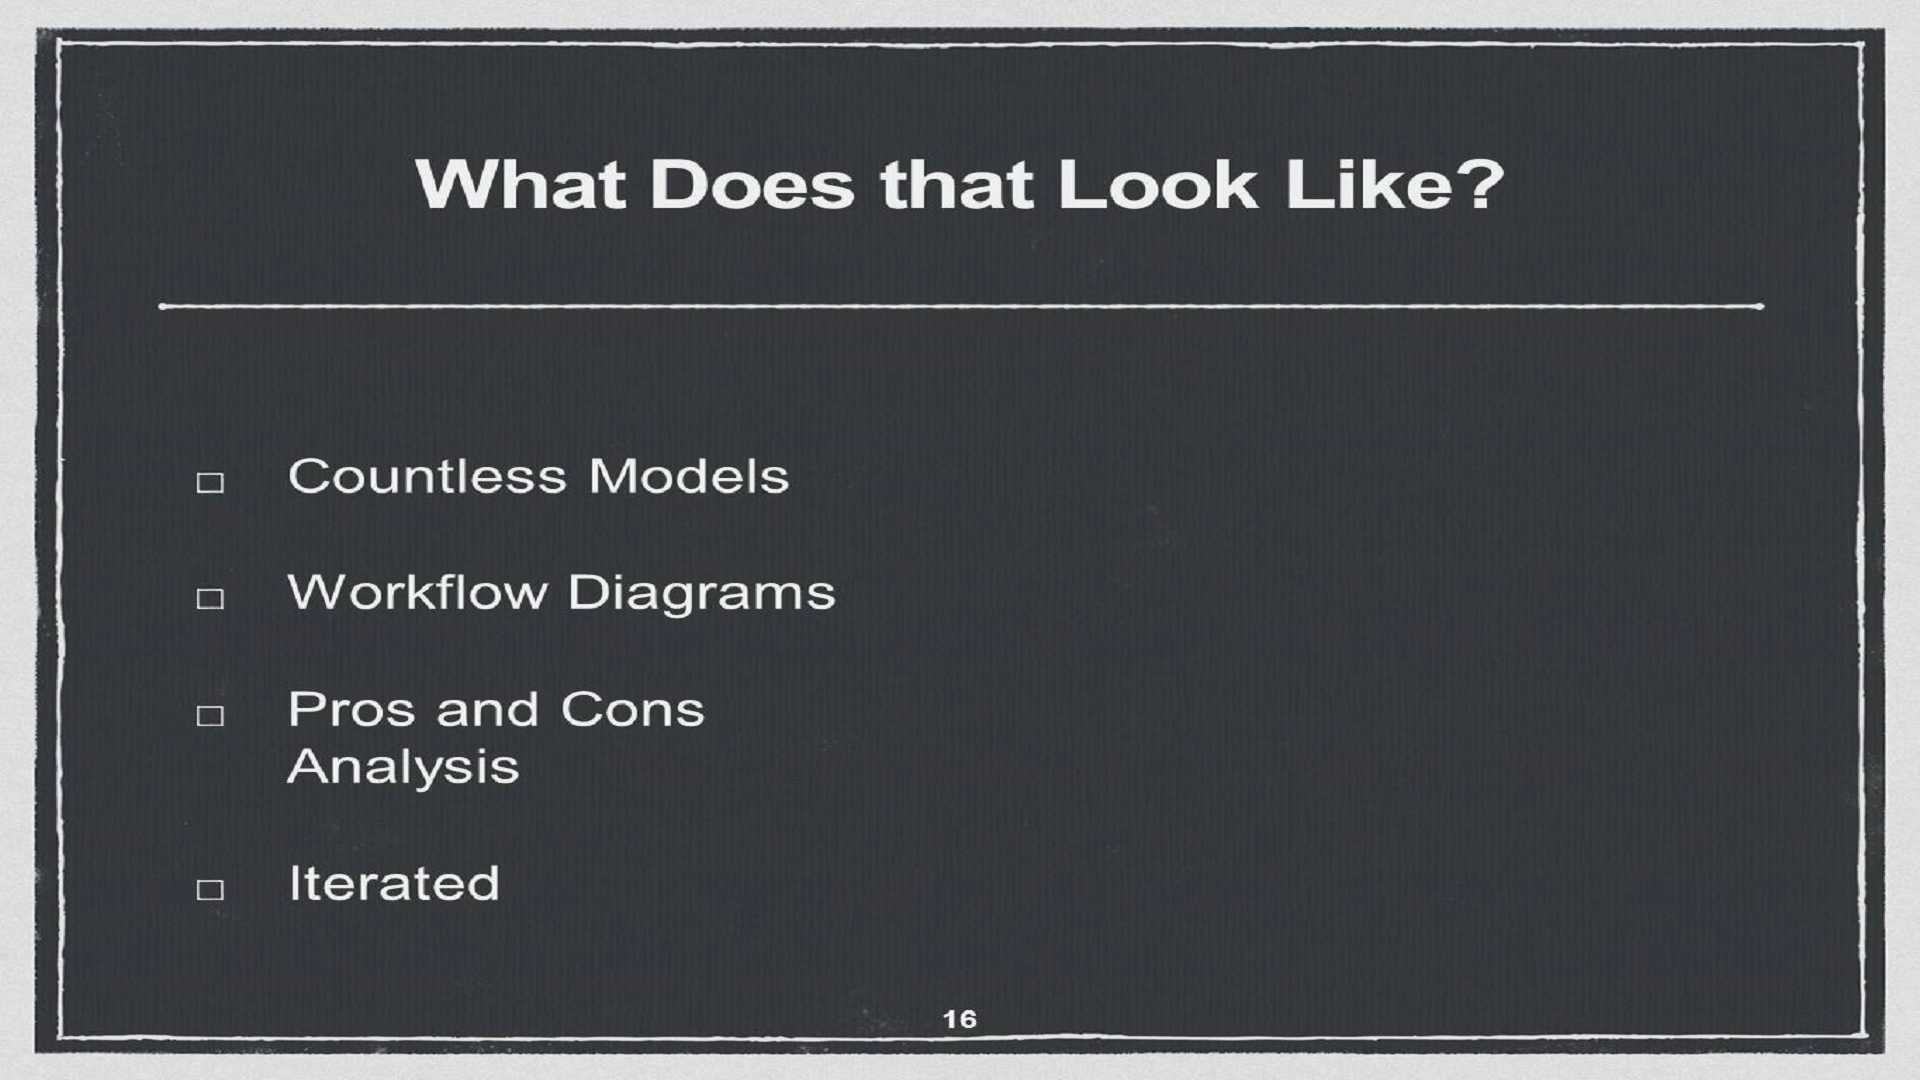 What Does that Look Like?
Countless Models
Workflow Diagrams
Pros and Cons
Analysis
Iterated
16